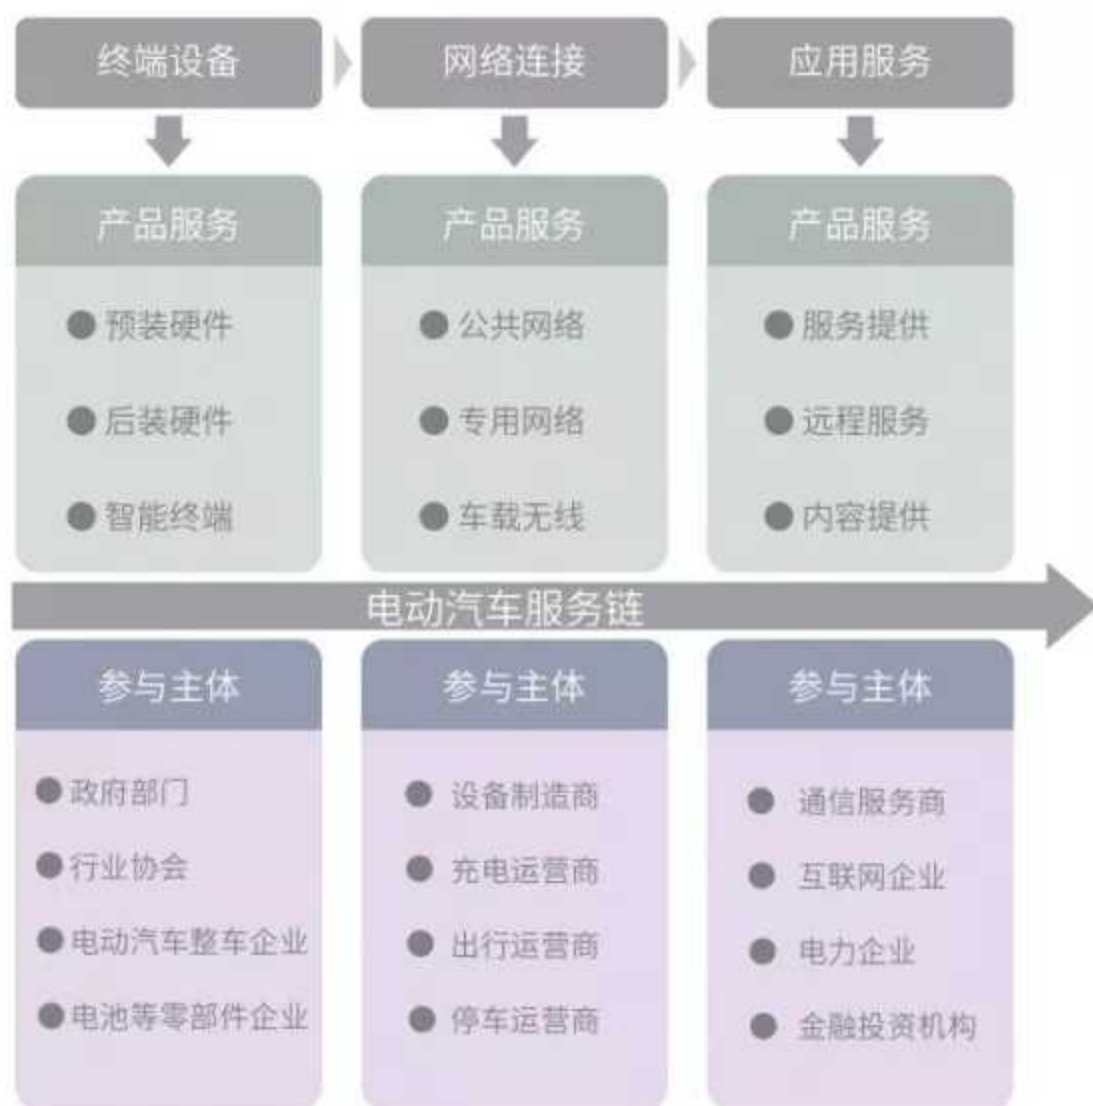 终端设备
网络连接
应用服务
产品服务
产品服务
产品服务
预装硬件
公共网络
服务提供
后装硬件
专用网络
远程服务
智能终端
车载无线
内容提供
电动汽车服务链
参与主体
参与主体
参与主体
政府部门
行业协会
电动汽车整车企业
电池等零部件企业
设备制造商
充电运营商
出行运营商
停车运营商
通信服务商
互联网企业
电力企业
金融投资机构